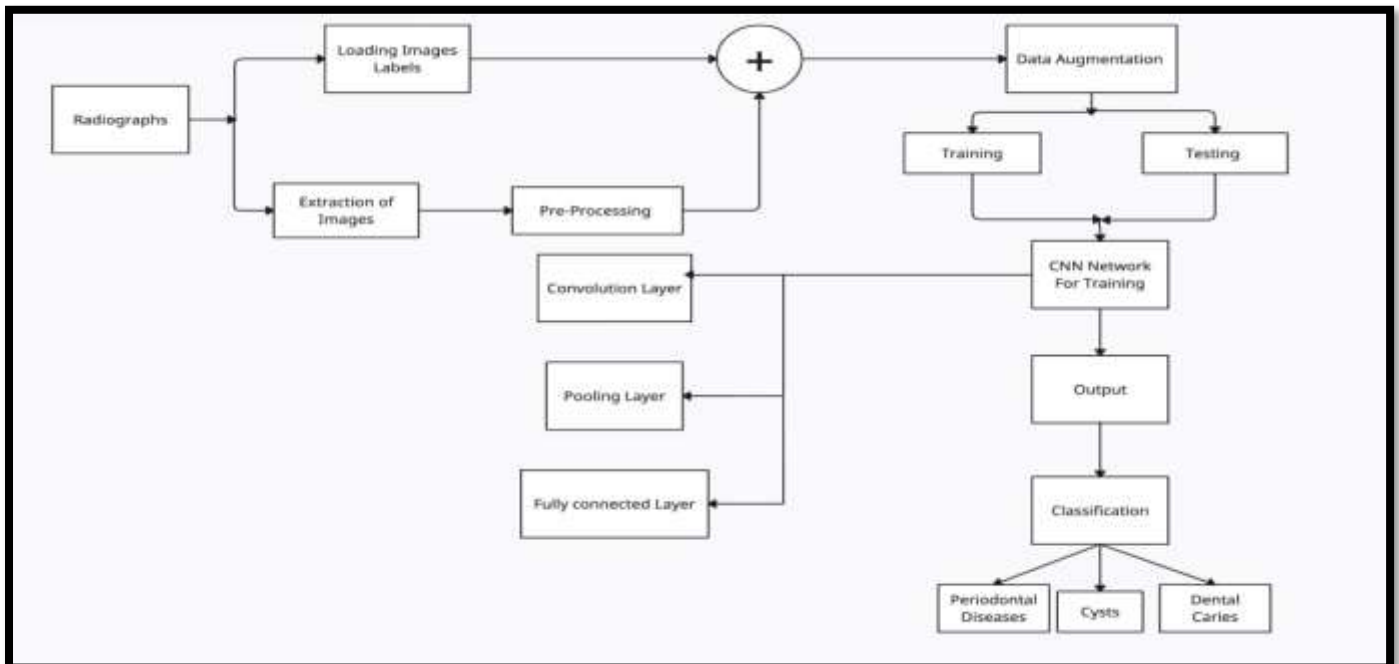 Loading Images
Labels
+
Data Augmentation
Radiographs
Training
Testing
Extraction of
Images
Pre-Processing
CNN Network
For Training
Convolution Layer
Pooling Layer
Output
Fully connected Layer
Classification
Periodontal
Diseases
Cysts
Dental
Caries